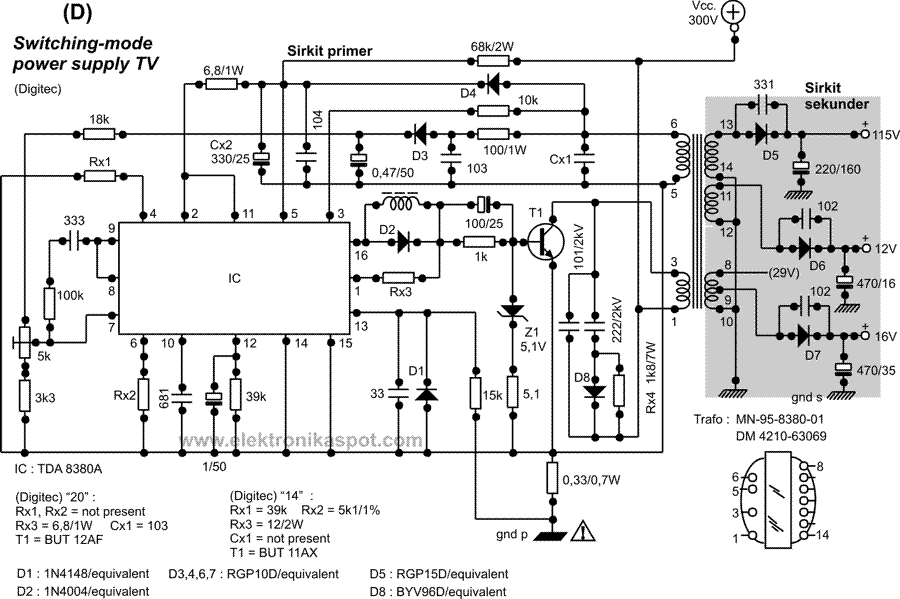 (D)
Switching-mode
power supply TV
(Digitec)
Sirkit primer
Vcc.
300V
68k/2W
6,8/1W
D4
10k
331
Sirkit
sekunder
18k
Cx2
330/25
104
D3
100/1W
103
Cx1
6
13
D5
115V
Rx1
0,47/50
5
14
11
220/160
4
2
11
5
3
100/25
T1
102
333
9
16
D2
1k
101/2kV
12
D6
12V
IC
8
1
Rx3
3
8
(29V)
470/16
100k
7
13
Z1
5,1V
222/2kV
1
9
10
102
16V
5k
6
10
12
14
15
D7
3k3
Rx2
681
39k
33
D1
15k
5,1
D8
Rx4 1k8/7W
gnd s
470/35
www.elektronikaspot.com
Trafo : MN-95-8380-01
DM 4210-63069
IC : TDA 8380A
1/50
0,33/0,7W
gnd p
6
5
3
1
8
14
(Digitec) “20” :
Rx1, Rx2 = not present
Rx3 = 6,8/1W Cx1 = 103
T1 = BUT 12AF
(Digitec) “14” :
Rx1 = 39k Rx2 = 5k1/1%
Rx3 = 12/2W
Cx1 = not present
T1 = BUT 11AX
D1 : 1N4148/equivalent
D3,4,6,7 : RGP10D/equivalent
D5 : RGP15D/equivalent
D2 : 1N4004/equivalent
D8 : BYV96D/equivalent